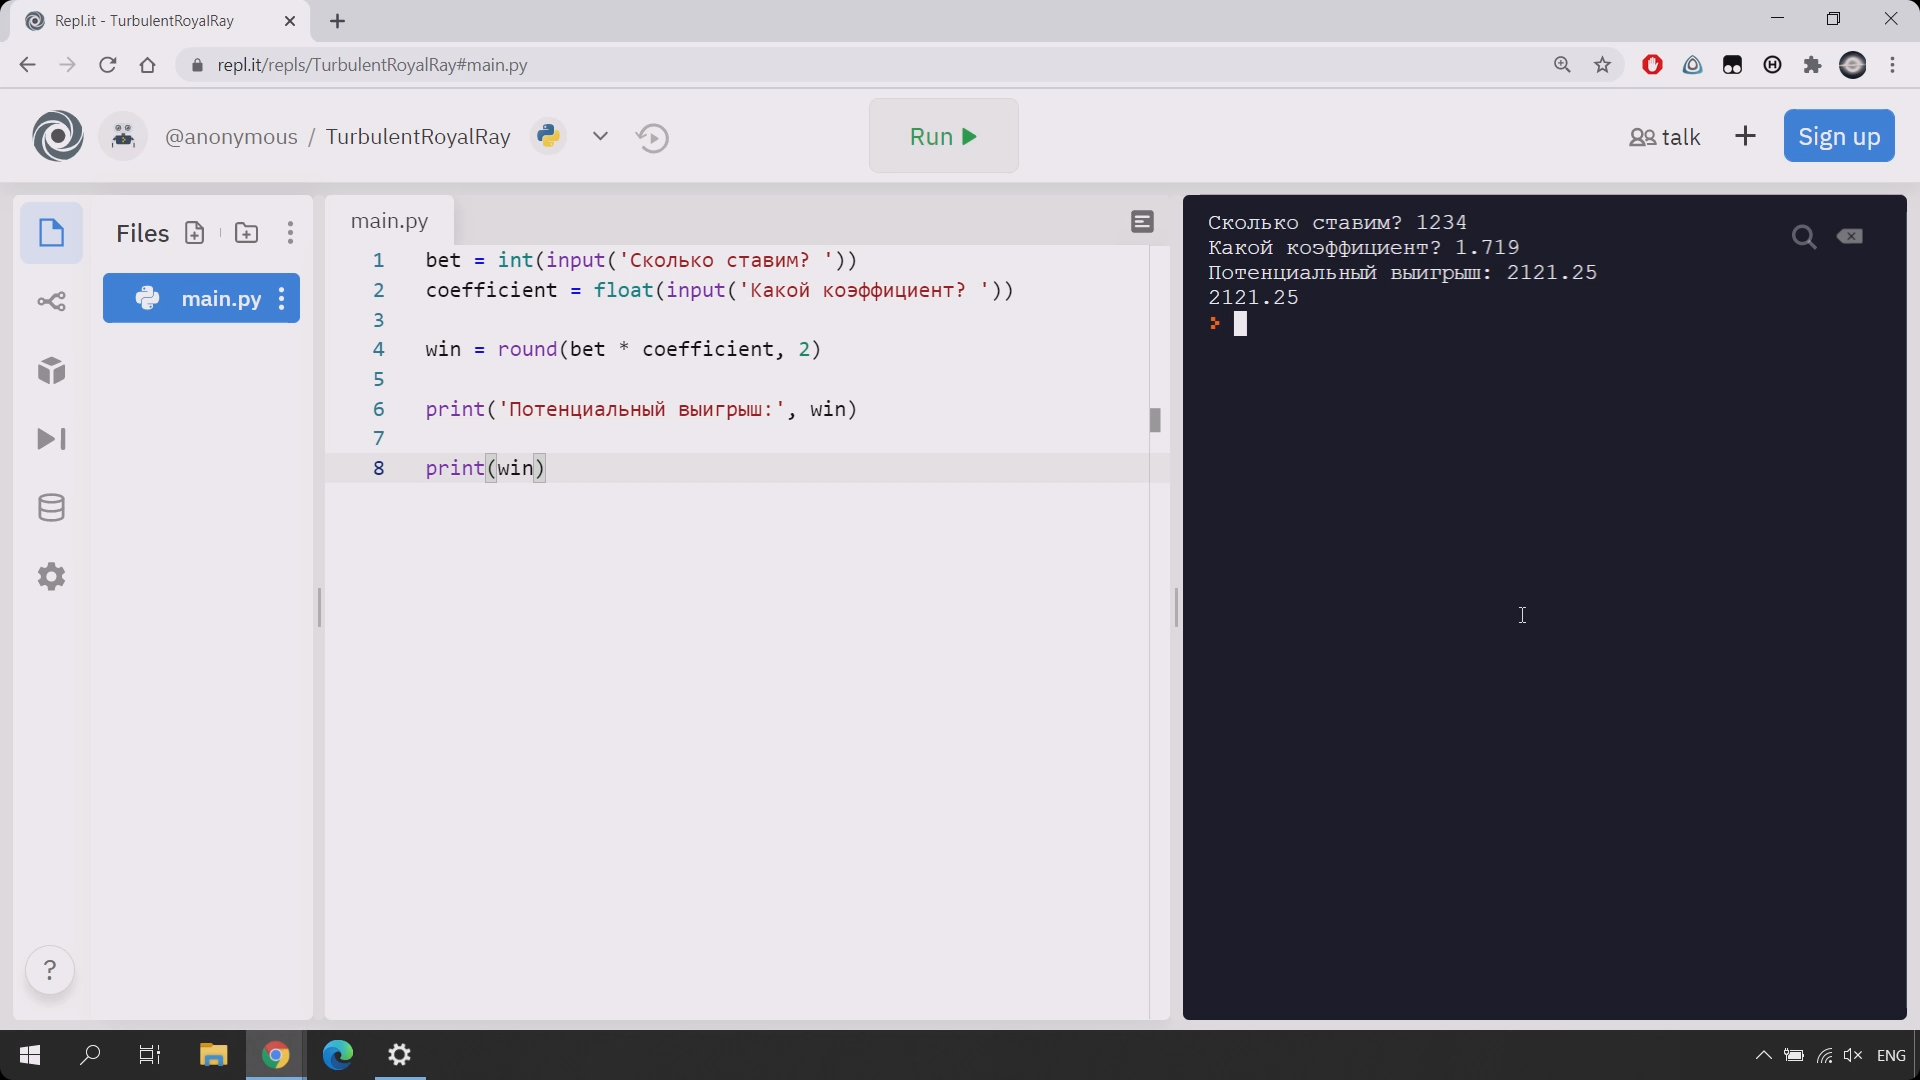 Repl.it - TurbulentRoyalRay
repl.it/repls/TurbulentRoyalRay#main.py
@anonymous / TurbulentRoyalRay
Run
talk
Sign up
Files
main.py
main.py
1 bet = int(input('Сколько ставим? '))
2 coefficient = float(input('Какой коэффициент? '))
3
4 win = round(bet * coefficient, 2)
5
6 print('Потенциальный выигрыш:', win)
7
8 print(win)
Сколько ставим? 1234
Какой коэффициент? 1.719
Потенциальный выигрыш: 2121.25
2121.25
?
ENG